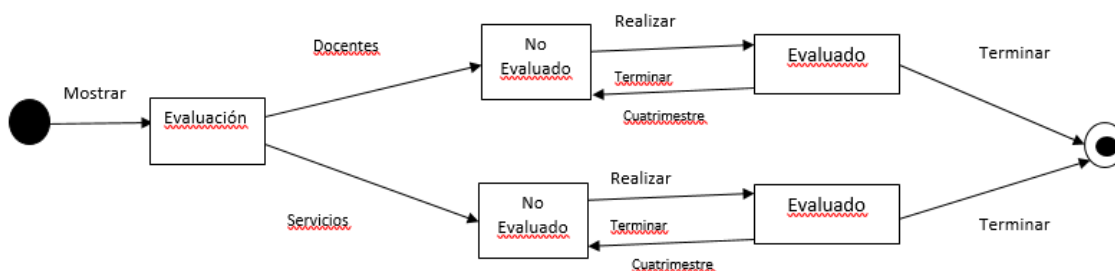 Mostrar
Evaluación
Docentes
No
Evaluado
Realizar
Terminar
Cuatrimestre
Evaluado
Terminar
Servicios
No
Evaluado
Realizar
Terminar
Cuatrimestre
Evaluado
Terminar